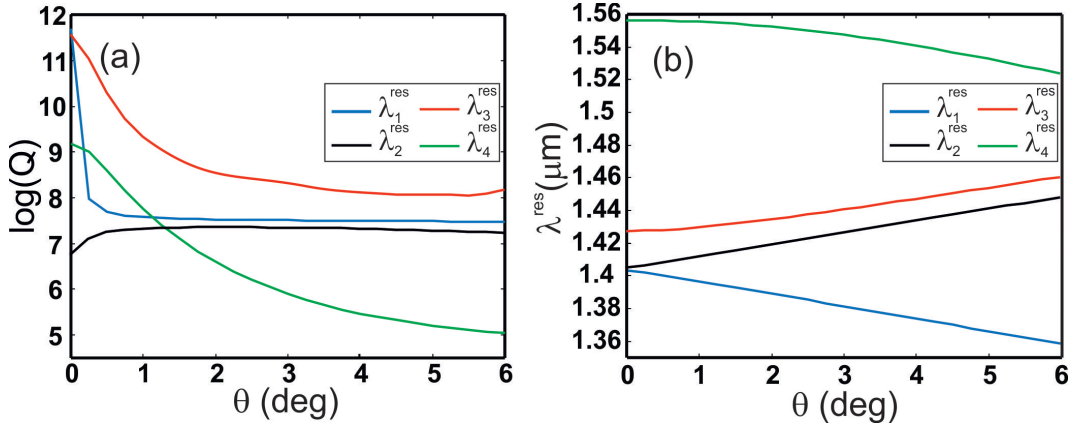 (a)
log(Q)
12
11
10
9
8
7
6
5
0 1 2 3 4 5 6
θ (deg)
λ₁ʳᵉˢ λ₃ʳᵉˢ
λ₂ʳᵉˢ λ₄ʳᵉˢ
(b)
λʳᵉˢ(μm)
1.56
1.54
1.52
1.5
1.48
1.46
1.44
1.42
1.4
1.38
1.36
0 1 2 3 4 5 6
θ (deg)
λ₁ʳᵉˢ λ₃ʳᵉˢ
λ₂ʳᵉˢ λ₄ʳᵉˢ